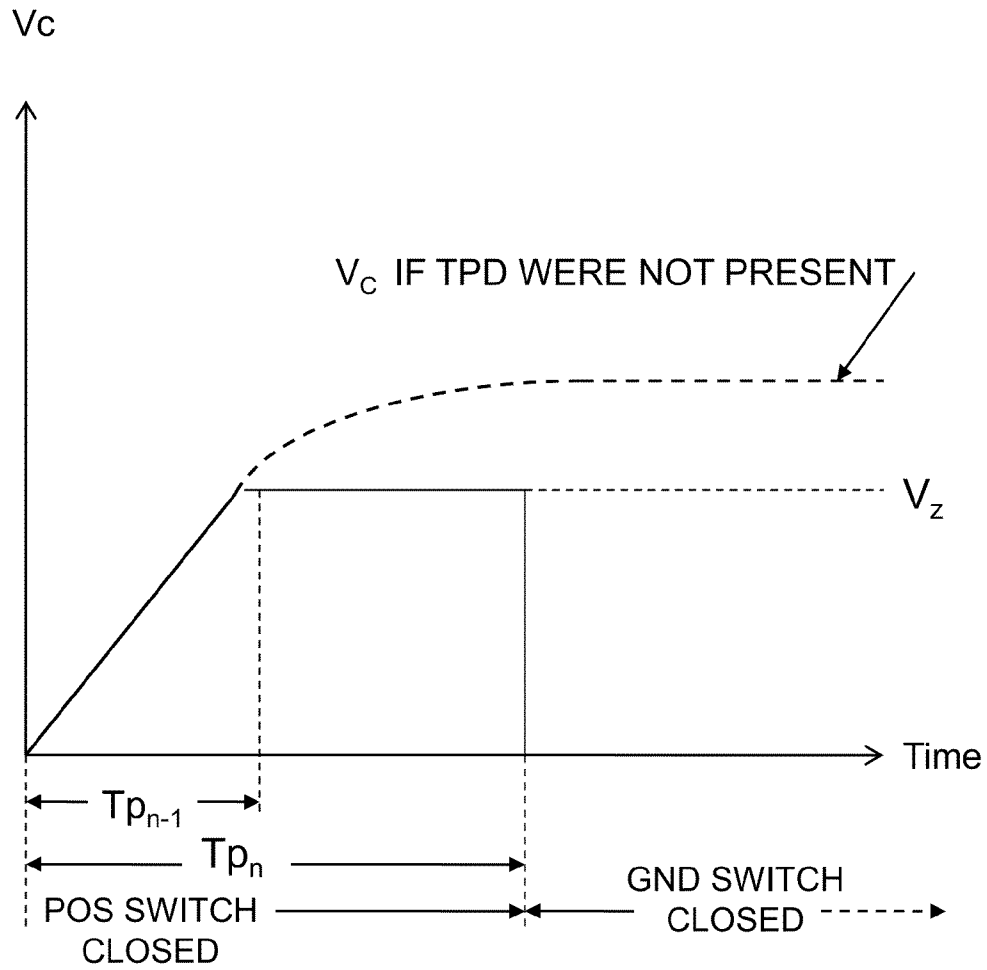 Vc
V_C IF TPD WERE NOT PRESENT
V_z
Time
Tp_n-1
Tp_n
POS SWITCH
CLOSED
GND SWITCH
CLOSED